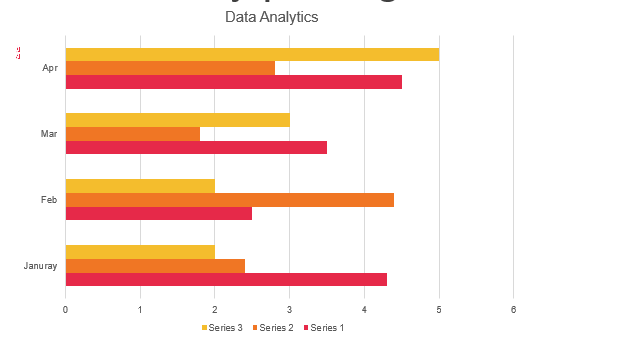 Data Analytics
Apr
Mar
Feb
Januray
0 1 2 3 4 5 6
Series 3 Series 2 Series 1